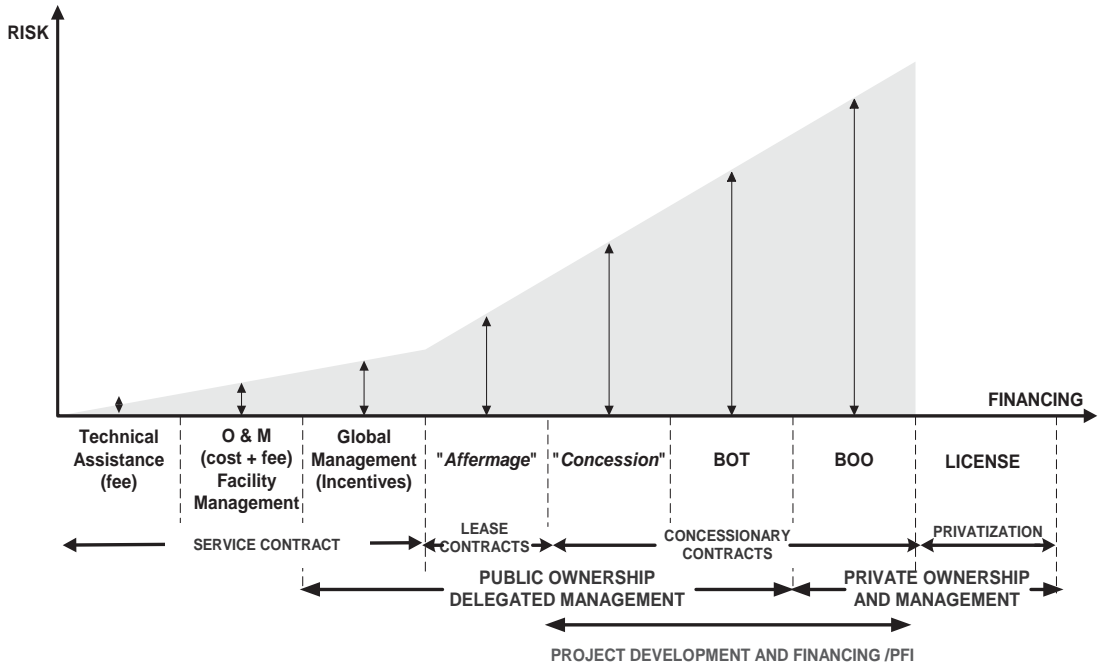 RISK
FINANCING
Technical
Assistance
(fee)
O & M
(cost + fee)
Facility
Management
Global
Management
(Incentives)
"Affermage"
"Concession"
BOT
BOO
LICENSE
SERVICE CONTRACT
LEASE
CONTRACTS
CONCESSIONARY
CONTRACTS
PRIVATIZATION
PUBLIC OWNERSHIP
DELEGATED MANAGEMENT
PRIVATE OWNERSHIP
AND MANAGEMENT
PROJECT DEVELOPMENT AND FINANCING /PFI